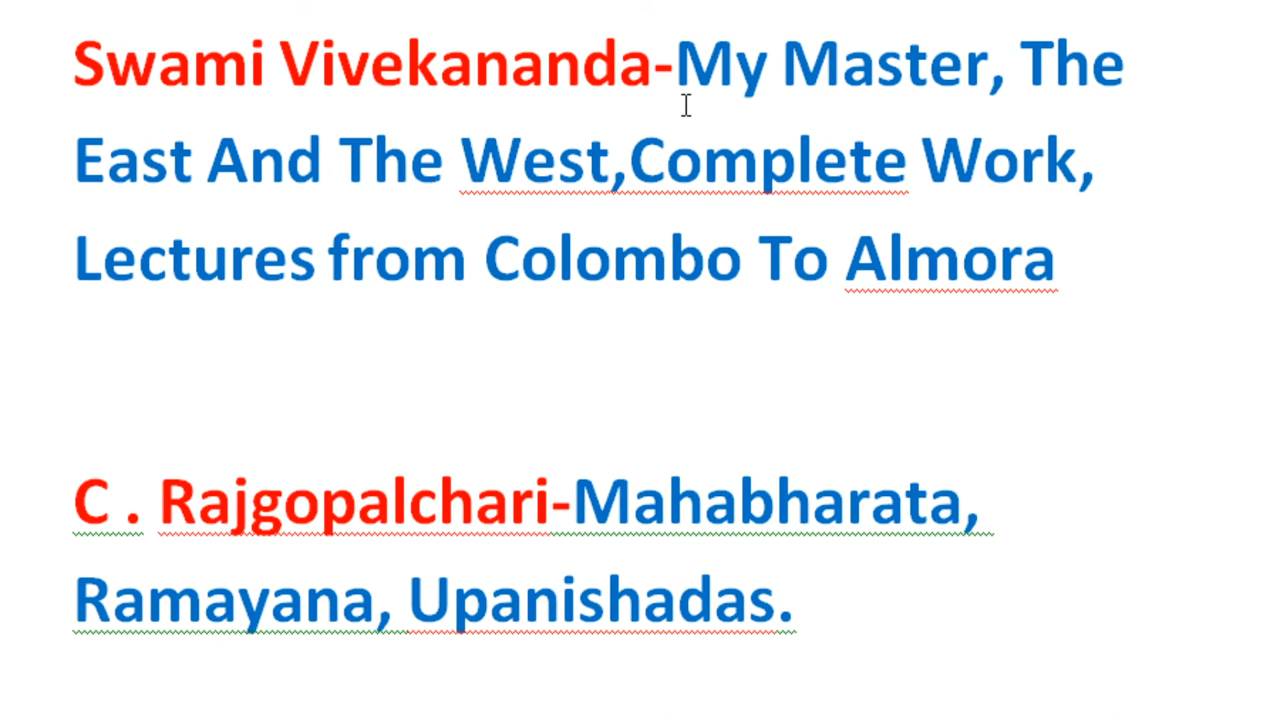 Swami Vivekananda-My Master, The
East And The West,Complete Work,
Lectures from Colombo To Almora
C . Rajgopalchari-Mahabharata,
Ramayana, Upanishadas.